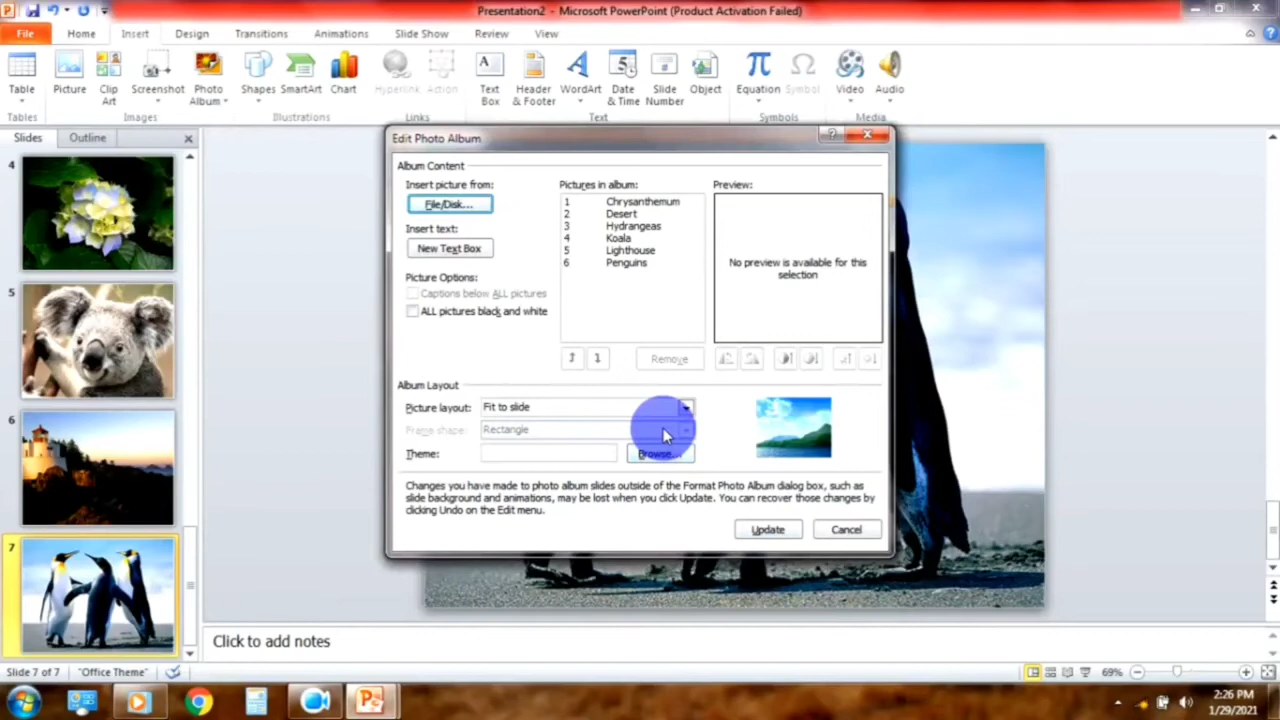 Presentation2 - Microsoft PowerPoint (Product Activation Failed)
File Home Insert Design Transitions Animations Slide Show Review View
Table Picture Clip Art Screenshot Photo Album Shapes SmartArt Chart Hyperlink Action Text Box Header & Footer WordArt Date & Time Slide Number Object Equation Symbol Video Audio
Tables Images Illustrations Links Text Symbols Media
Slides Outline
4
5
6
7
Edit Photo Album
Album Content
Insert picture from:
File/Disk...
Insert text:
New Text Box
Picture Options:
Captions below ALL pictures
ALL pictures black and white
Pictures in album:
1 Chrysanthemum
2 Desert
3 Hydrangeas
4 Koala
5 Lighthouse
6 Penguins
Remove
Preview:
No preview is available for this
selection
Album Layout
Picture layout: Fit to slide
Frame shape: Rectangle
Theme: Browse...
Changes you have made to photo album slides outside of the Format Photo Album dialog box, such as
slide background and animations, may be lost when you click Update. You can recover those changes by
clicking Undo on the Edit menu.
Update Cancel
Click to add notes
Slide 7 of 7 "Office Theme" 69%
2:26 PM
1/29/2021